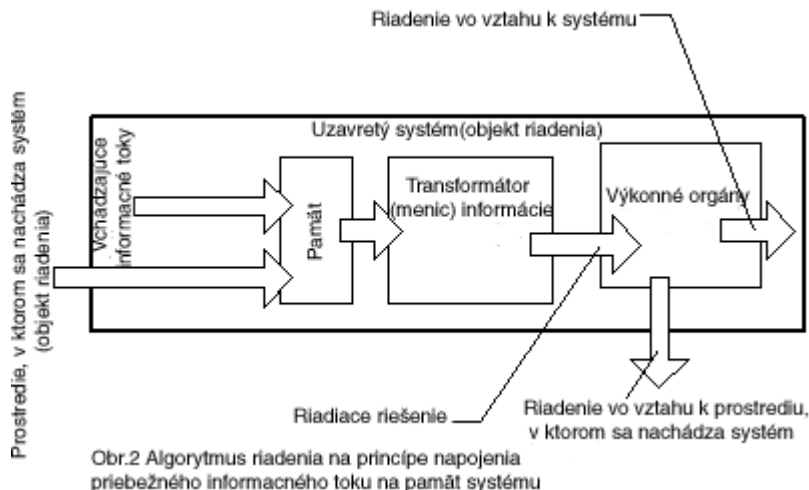 Riadenie vo vztahu k systému
Prostredie, v ktorom sa nachádza systém
(objekt riadenia)
Uzavretý systém(objekt riadenia)
Vchádzajúce
informacné toky
Pamät
Transformátor
(menic) informácie
Výkonné orgány
Riadiace riešenie
Riadenie vo vztahu k prostrediu,
v ktorom sa nachádza systém
Obr.2 Algorytmus riadenia na princípe napojenia
priebežného informacného toku na pamät systému